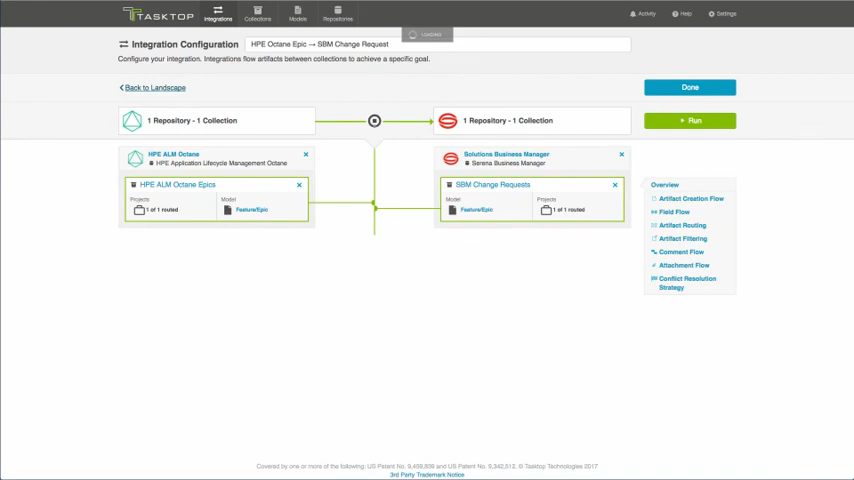 TASKTOP
Integrations
Collections
Models
Repositories
Activity
Help
Settings
LOADING
Integration Configuration
HPE Octane Epic → SBM Change Request
Configure your integration. Integrations flow artifacts between collections to achieve a specific goal.
Back to Landscape
Done
1 Repository - 1 Collection
1 Repository - 1 Collection
Run
HPE ALM Octane
HPE Application Lifecycle Management Octane
Solutions Business Manager
Serena Business Manager
HPE ALM Octane Epics
Projects
1 of 1 routed
Model
Feature/Epic
SBM Change Requests
Model
Feature/Epic
Projects
1 of 1 routed
Overview
Artifact Creation Flow
Field Flow
Artifact Routing
Artifact Filtering
Comment Flow
Attachment Flow
Conflict Resolution
Strategy
Covered by one or more of the following: US Patent No. 9,459,839 and US Patent No. 9,342,512, © Tasktop Technologies 2017
3rd Party Trademark Notice